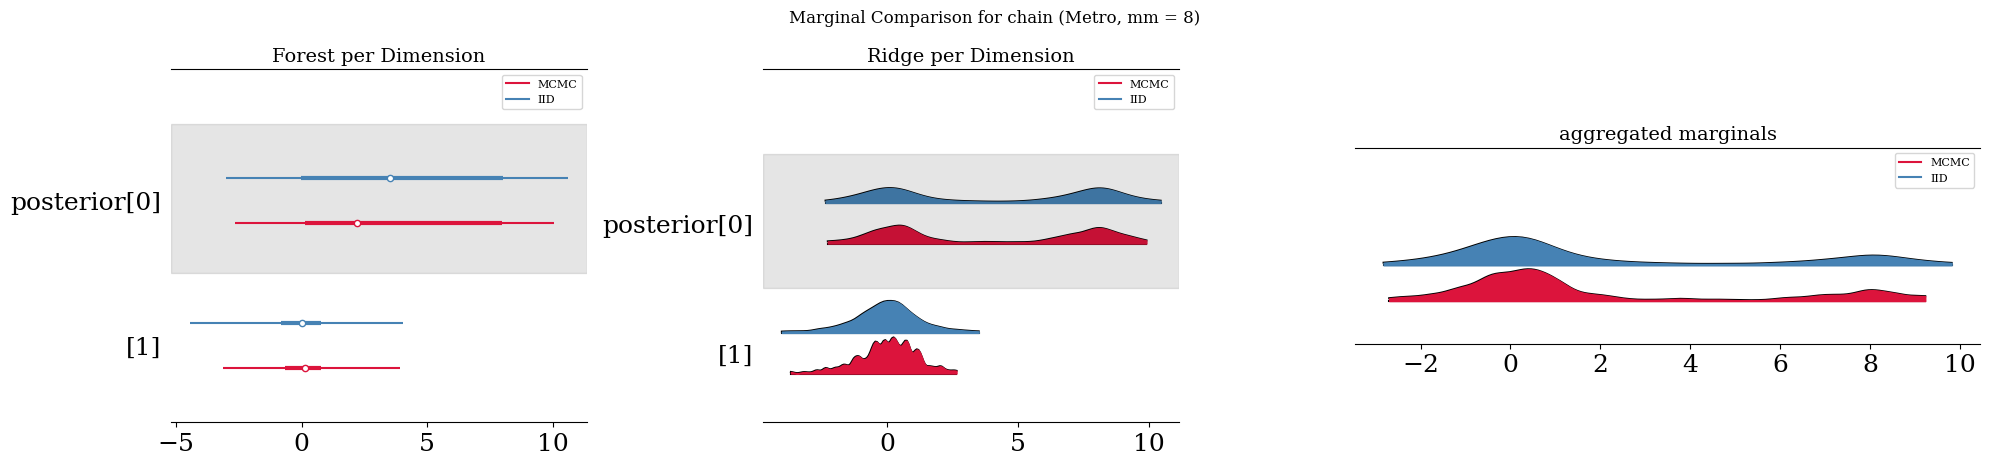 Marginal Comparison for chain (Metro, mm = 8)
Forest per Dimension
MCMC
IID
posterior[0]
[1]
−5 0 5 10
Ridge per Dimension
MCMC
IID
posterior[0]
[1]
0 5 10
aggregated marginals
MCMC
IID
−2 0 2 4 6 8 10